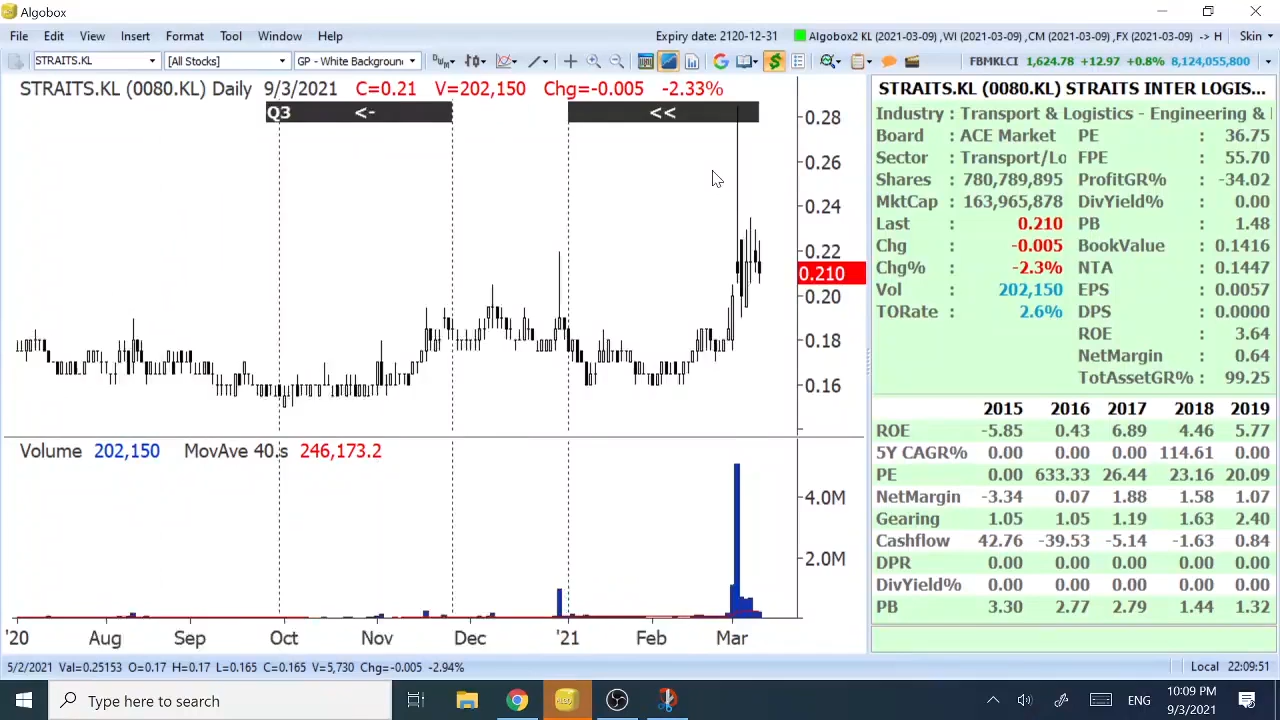 Algobox
File Edit View Insert Format Tool Window Help
Expiry date: 2120-12-31 Algobox2 KL (2021-03-09) ,WI (2021-03-09) ,CM (2021-03-09) ,FX (2021-03-09) -> H Skin
STRAITS.KL [All Stocks] GP - White Backgroun
FBMKLCI 1,624.78 +12.97 +0.8% 8,124,055,800
STRAITS.KL (0080.KL) Daily 9/3/2021 C=0.21 V=202,150 Chg=-0.005 -2.33%
Q3 <- <<
0.28
0.26
0.24
0.22
0.210
0.20
0.18
0.16
Volume 202,150 MovAve 40.s 246,173.2
4.0M
2.0M
'20 Aug Sep Oct Nov Dec '21 Feb Mar
STRAITS.KL (0080.KL) STRAITS INTER LOGIS...
Industry : Transport & Logistics - Engineering &
Board : ACE Market PE : 36.75
Sector : Transport/Lo FPE : 55.70
Shares : 780,789,895 ProfitGR% : -34.02
MktCap : 163,965,878 DivYield% : 0.00
Last : 0.210 PB : 1.48
Chg : -0.005 BookValue : 0.1416
Chg% : -2.3% NTA : 0.1447
Vol : 202,150 EPS : 0.0057
TORate : 2.6% DPS : 0.0000
ROE : 3.64
NetMargin : 0.64
TotAssetGR% : 99.25
2015 2016 2017 2018 2019
ROE -5.85 0.43 6.89 4.46 5.77
5Y CAGR% 0.00 0.00 0.00 114.61 0.00
PE 0.00 633.33 26.44 23.16 20.09
NetMargin -3.34 0.07 1.88 1.58 1.07
Gearing 1.05 1.05 1.19 1.63 2.40
Cashflow 42.76 -39.53 -5.14 -1.63 0.84
DPR 0.00 0.00 0.00 0.00 0.00
DivYield% 0.00 0.00 0.00 0.00 0.00
PB 3.30 2.77 2.79 1.44 1.32
5/2/2021 Val=0.25153 O=0.17 H=0.17 L=0.165 C=0.165 V=5,730 Chg=-0.005 -2.94%
Local 22:09:51
Type here to search
ENG
10:09 PM
9/3/2021